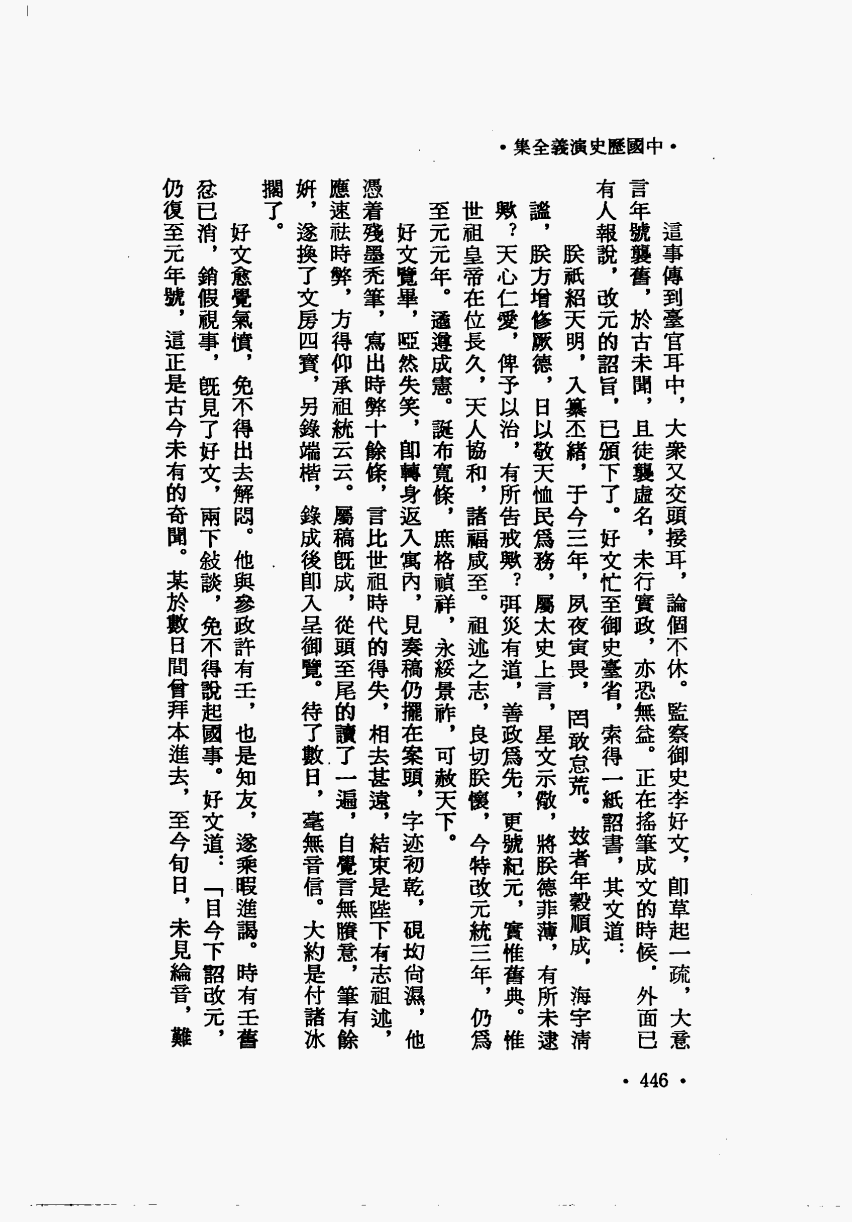 ·中國歷史演義全集·
這事傳到臺官耳中，大衆又交頭接耳，論個不休。監察御史李好文，卽草起一疏，大意
言年號襲舊，於古未聞，且徒襲虛名，未行實政，亦恐無益。正在搖筆成文的時候，外面已
有人報說，改元的詔旨，已頒下了。好文忙至御史臺省，索得一紙詔書，其文道：
朕祇紹天明，入纂丕緒，于今三年，夙夜寅畏，罔敢怠荒。玆者年穀順成，海宇清
謐，朕方增修厥德，日以敬天恤民爲務，屬太史上言，星文示儆，將朕德菲薄，有所未逮
歟？天心仁愛，俾予以治，有所告戒歟？弭災有道，善政爲先，更號紀元，實惟舊典。惟
世祖皇帝在位長久，天人協和，諸福咸至。祖述之志，良切朕懷，今特改元統三年，仍爲
至元元年。遹遵成憲。誕布寬條，庶格禎祥，永綏景祚，可赦天下。
好文覽畢，啞然失笑，卽轉身返入寓內，見奏稿仍擺在案頭，字迹初乾，硯坳尙濕，他
憑着殘墨禿筆，寫出時弊十餘條，言比世祖時代的得失，相去甚遠，結束是陛下有志祖述，
應速祛時弊，方得仰承祖統云云。屬稿旣成，從頭至尾的讀了一遍，自覺言無賸意，筆有餘
妍，遂換了文房四寶，另錄端楷，錄成後卽入呈御覽。待了數日，毫無音信。大約是付諸冰
擱了。
好文愈覺氣憤，免不得出去解悶。他與參政許有壬，也是知友，遂乘暇進謁。時有壬舊
忿已消，銷假視事，旣見了好文，兩下敍談，免不得說起國事。好文道：「目今下詔改元，
仍復至元年號，這正是古今未有的奇聞。某於數日間曾拜本進去，至今旬日，未見綸音，難
·446·